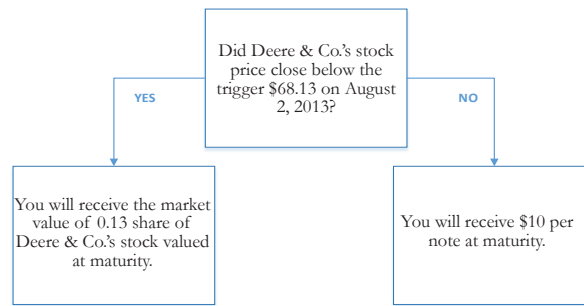 Did Deere & Co.'s stock
price close below the
trigger $68.13 on August
2, 2013?
YES
NO
You will receive the market
value of 0.13 share of
Deere & Co.'s stock valued
at maturity.
You will receive $10 per
note at maturity.